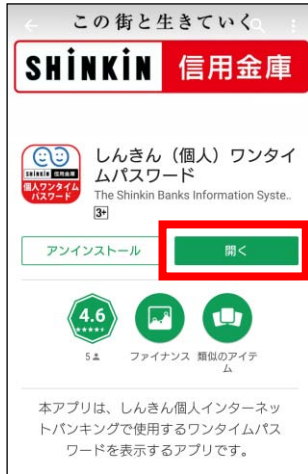 この街と生きていく
SHINKIN 信用金庫
SHINKIN 信用金庫
個人ワンタイム
パスワード
しんきん（個人）ワンタイ
ムパスワード
The Shinkin Banks Information Syste..
3+
アンインストール
開く
4.6
5
ファイナンス
類似のアイテ
ム
本アプリは、しんきん個人インターネッ
トバンキングで使用するワンタイムパス
ワードを表示するアプリです。